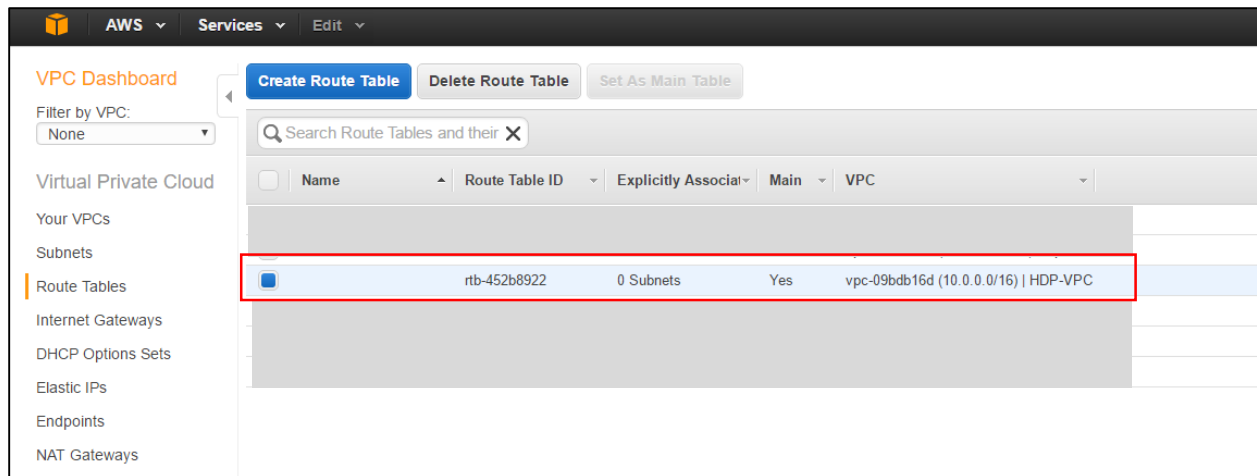 AWS Services Edit
VPC Dashboard
Filter by VPC:
None
Virtual Private Cloud
Your VPCs
Subnets
Route Tables
Internet Gateways
DHCP Options Sets
Elastic IPs
Endpoints
NAT Gateways
Create Route Table Delete Route Table Set As Main Table
Search Route Tables and their
Name Route Table ID Explicitly Associat Main VPC
rtb-452b8922 0 Subnets Yes vpc-09bdb16d (10.0.0.0/16) | HDP-VPC